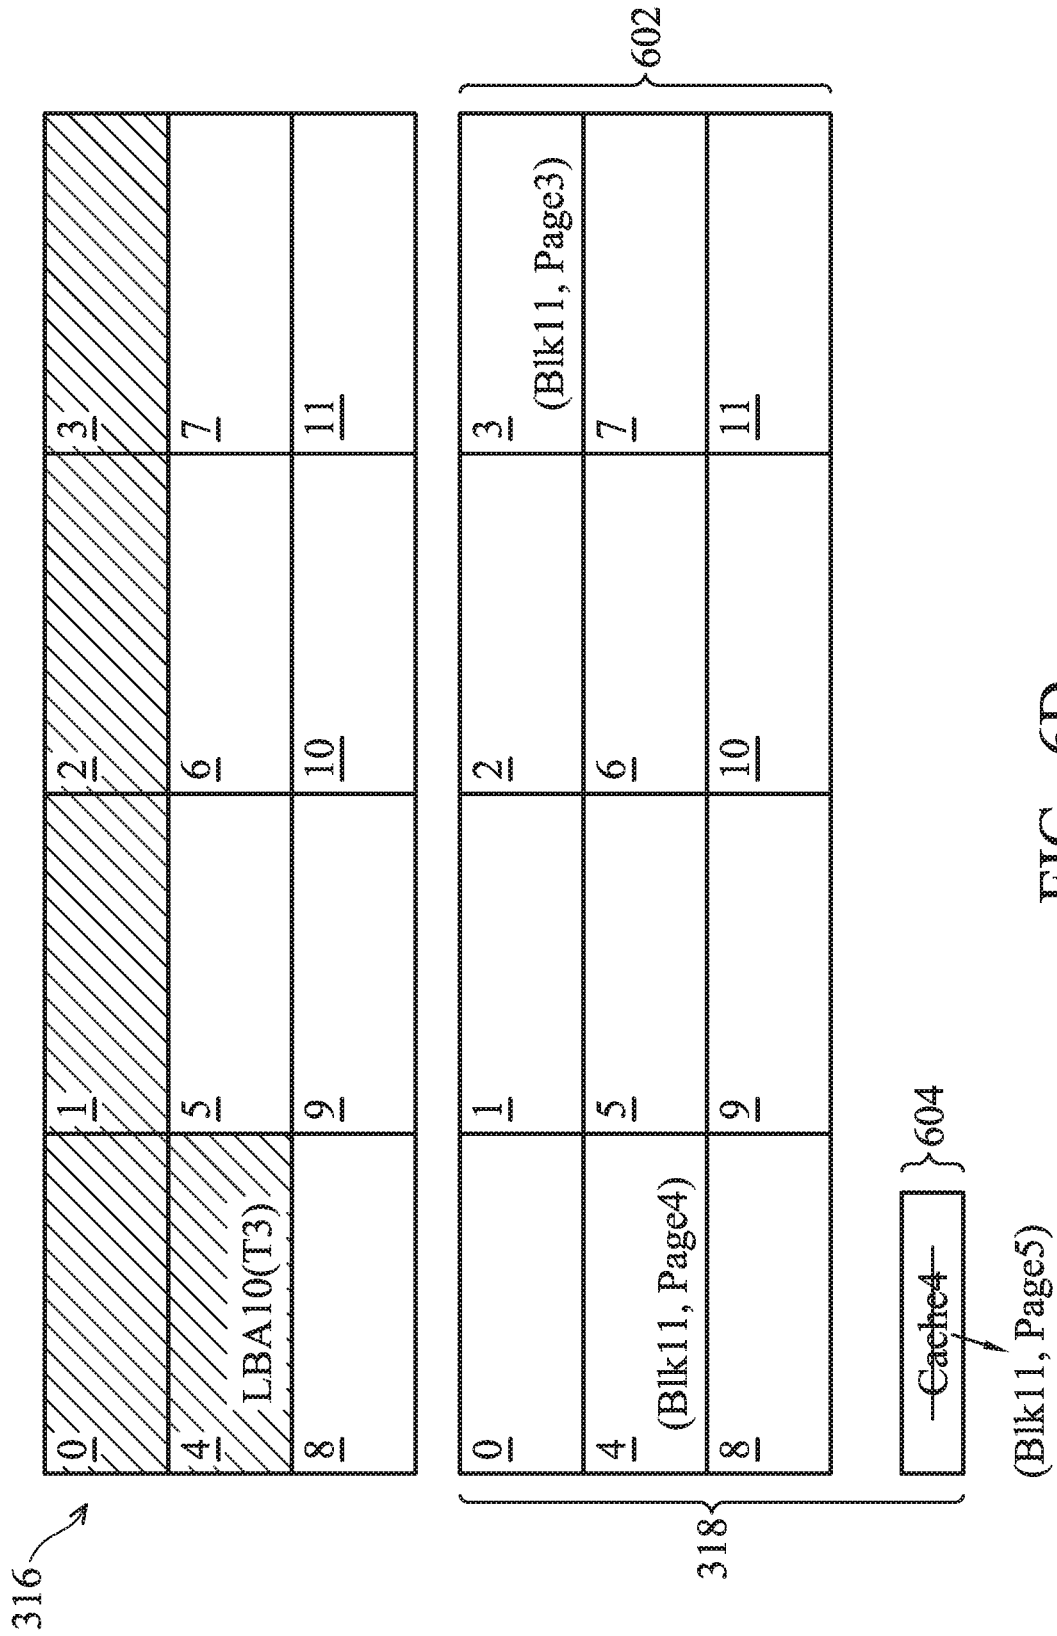 316
0 1 2 3
4 5 6 7
LBA10(T3)
8 9 10 11
318
0 1 2 3
(Blk11, Page3)
4 5 6 7
(Blk11, Page4)
8 9 10 11
602
Cache4
604
(Blk11, Page5)
FIG.